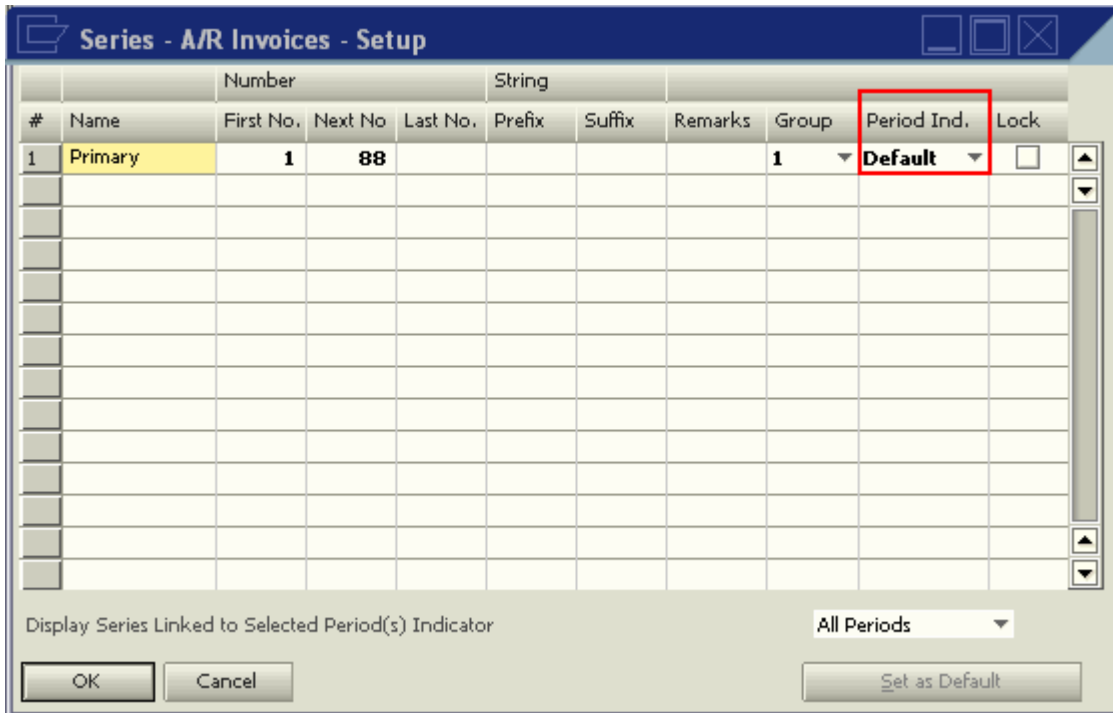 Series - A/R Invoices - Setup
Number String
# Name First No. Next No Last No. Prefix Suffix Remarks Group Period Ind. Lock
1 Primary 1 88 1 Default
Display Series Linked to Selected Period(s) Indicator All Periods
OK Cancel Set as Default